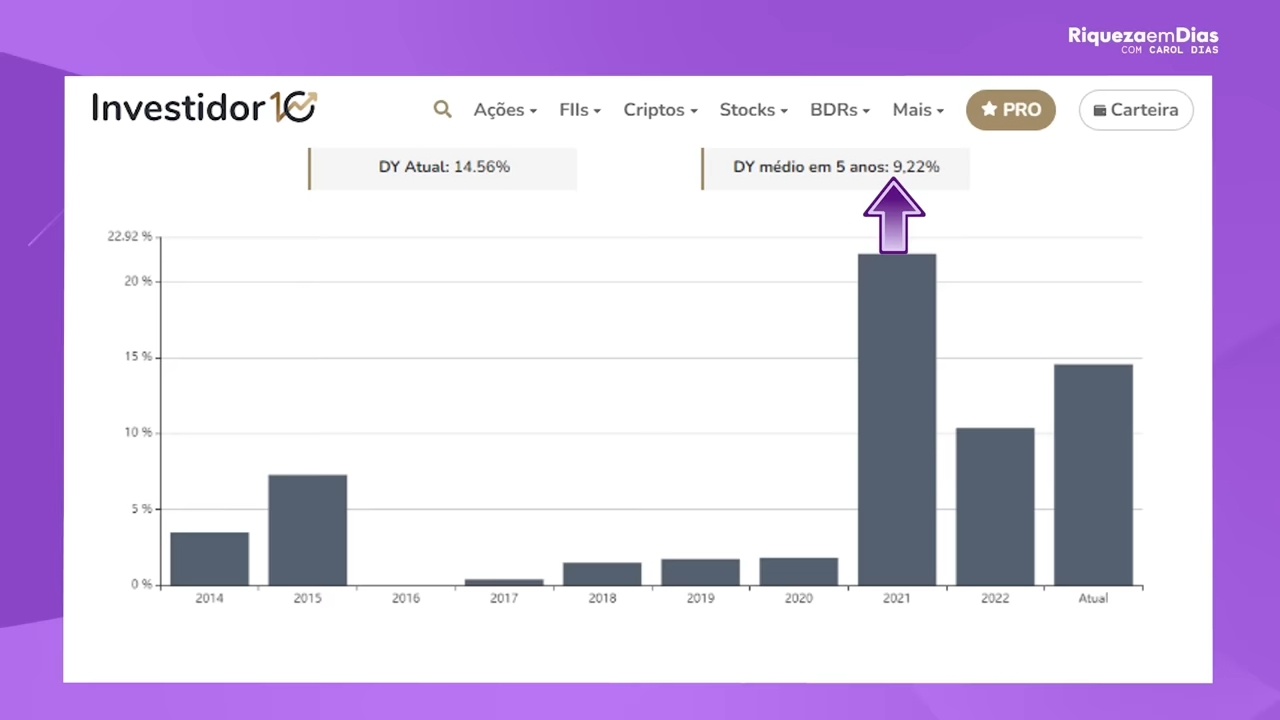 RiquezaemDias
COM CAROL DIAS
Investidor 10
Ações
FIIs
Criptos
Stocks
BDRs
Mais
PRO
Carteira
DY Atual: 14.56%
DY médio em 5 anos: 9,22%
22.92 %
20 %
15 %
10 %
5 %
0 %
2014
2015
2016
2017
2018
2019
2020
2021
2022
Atual